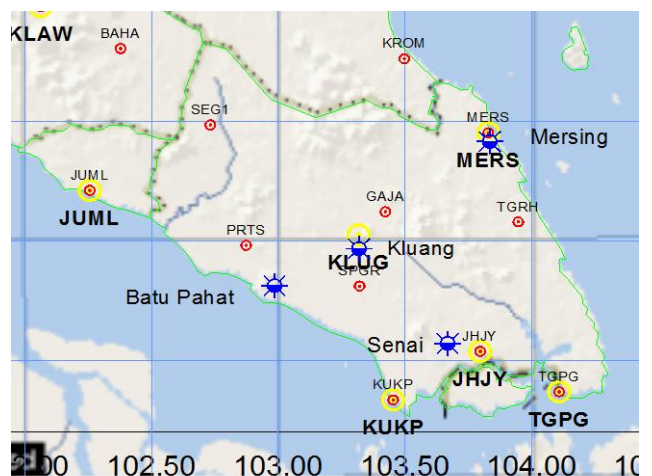 KLAW
BAHA
KROM
SEG1
MERS
Mersing
MERS
JUML
JUML
GAJA
TGRH
PRTS
Kluang
KLUG
SPGR
Batu Pahat
Senai
JHJY
JHJY
TGPG
KUKP
KUKP
TGPG
102.50 103.00 103.50 104.00